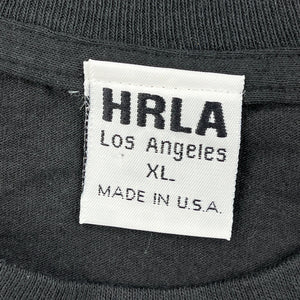 HRLA
Los Angeles
XL
MADE IN U.S.A.